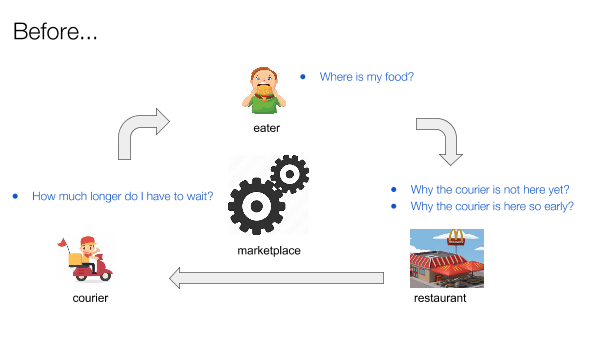 Before...
Where is my food?
eater
How much longer do I have to wait?
Why the courier is not here yet?
Why the courier is here so early?
marketplace
courier
restaurant